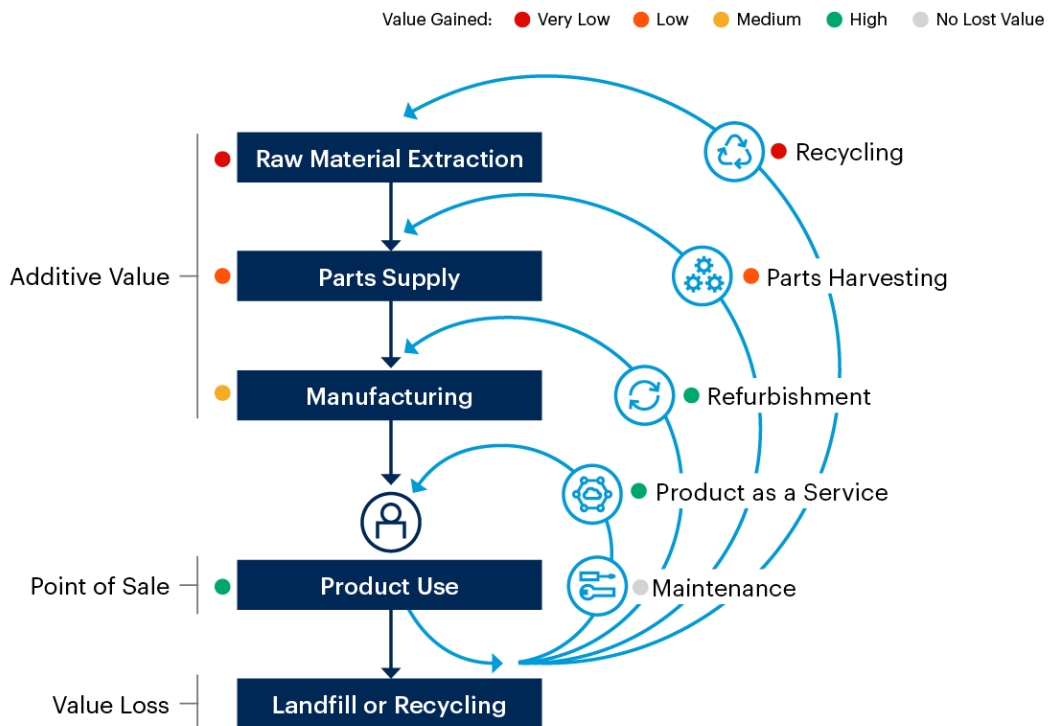 Value Gained: Very Low Low Medium High No Lost Value
Raw Material Extraction
Recycling
Additive Value
Parts Supply
Parts Harvesting
Manufacturing
Refurbishment
Product as a Service
Point of Sale
Product Use
Maintenance
Value Loss
Landfill or Recycling